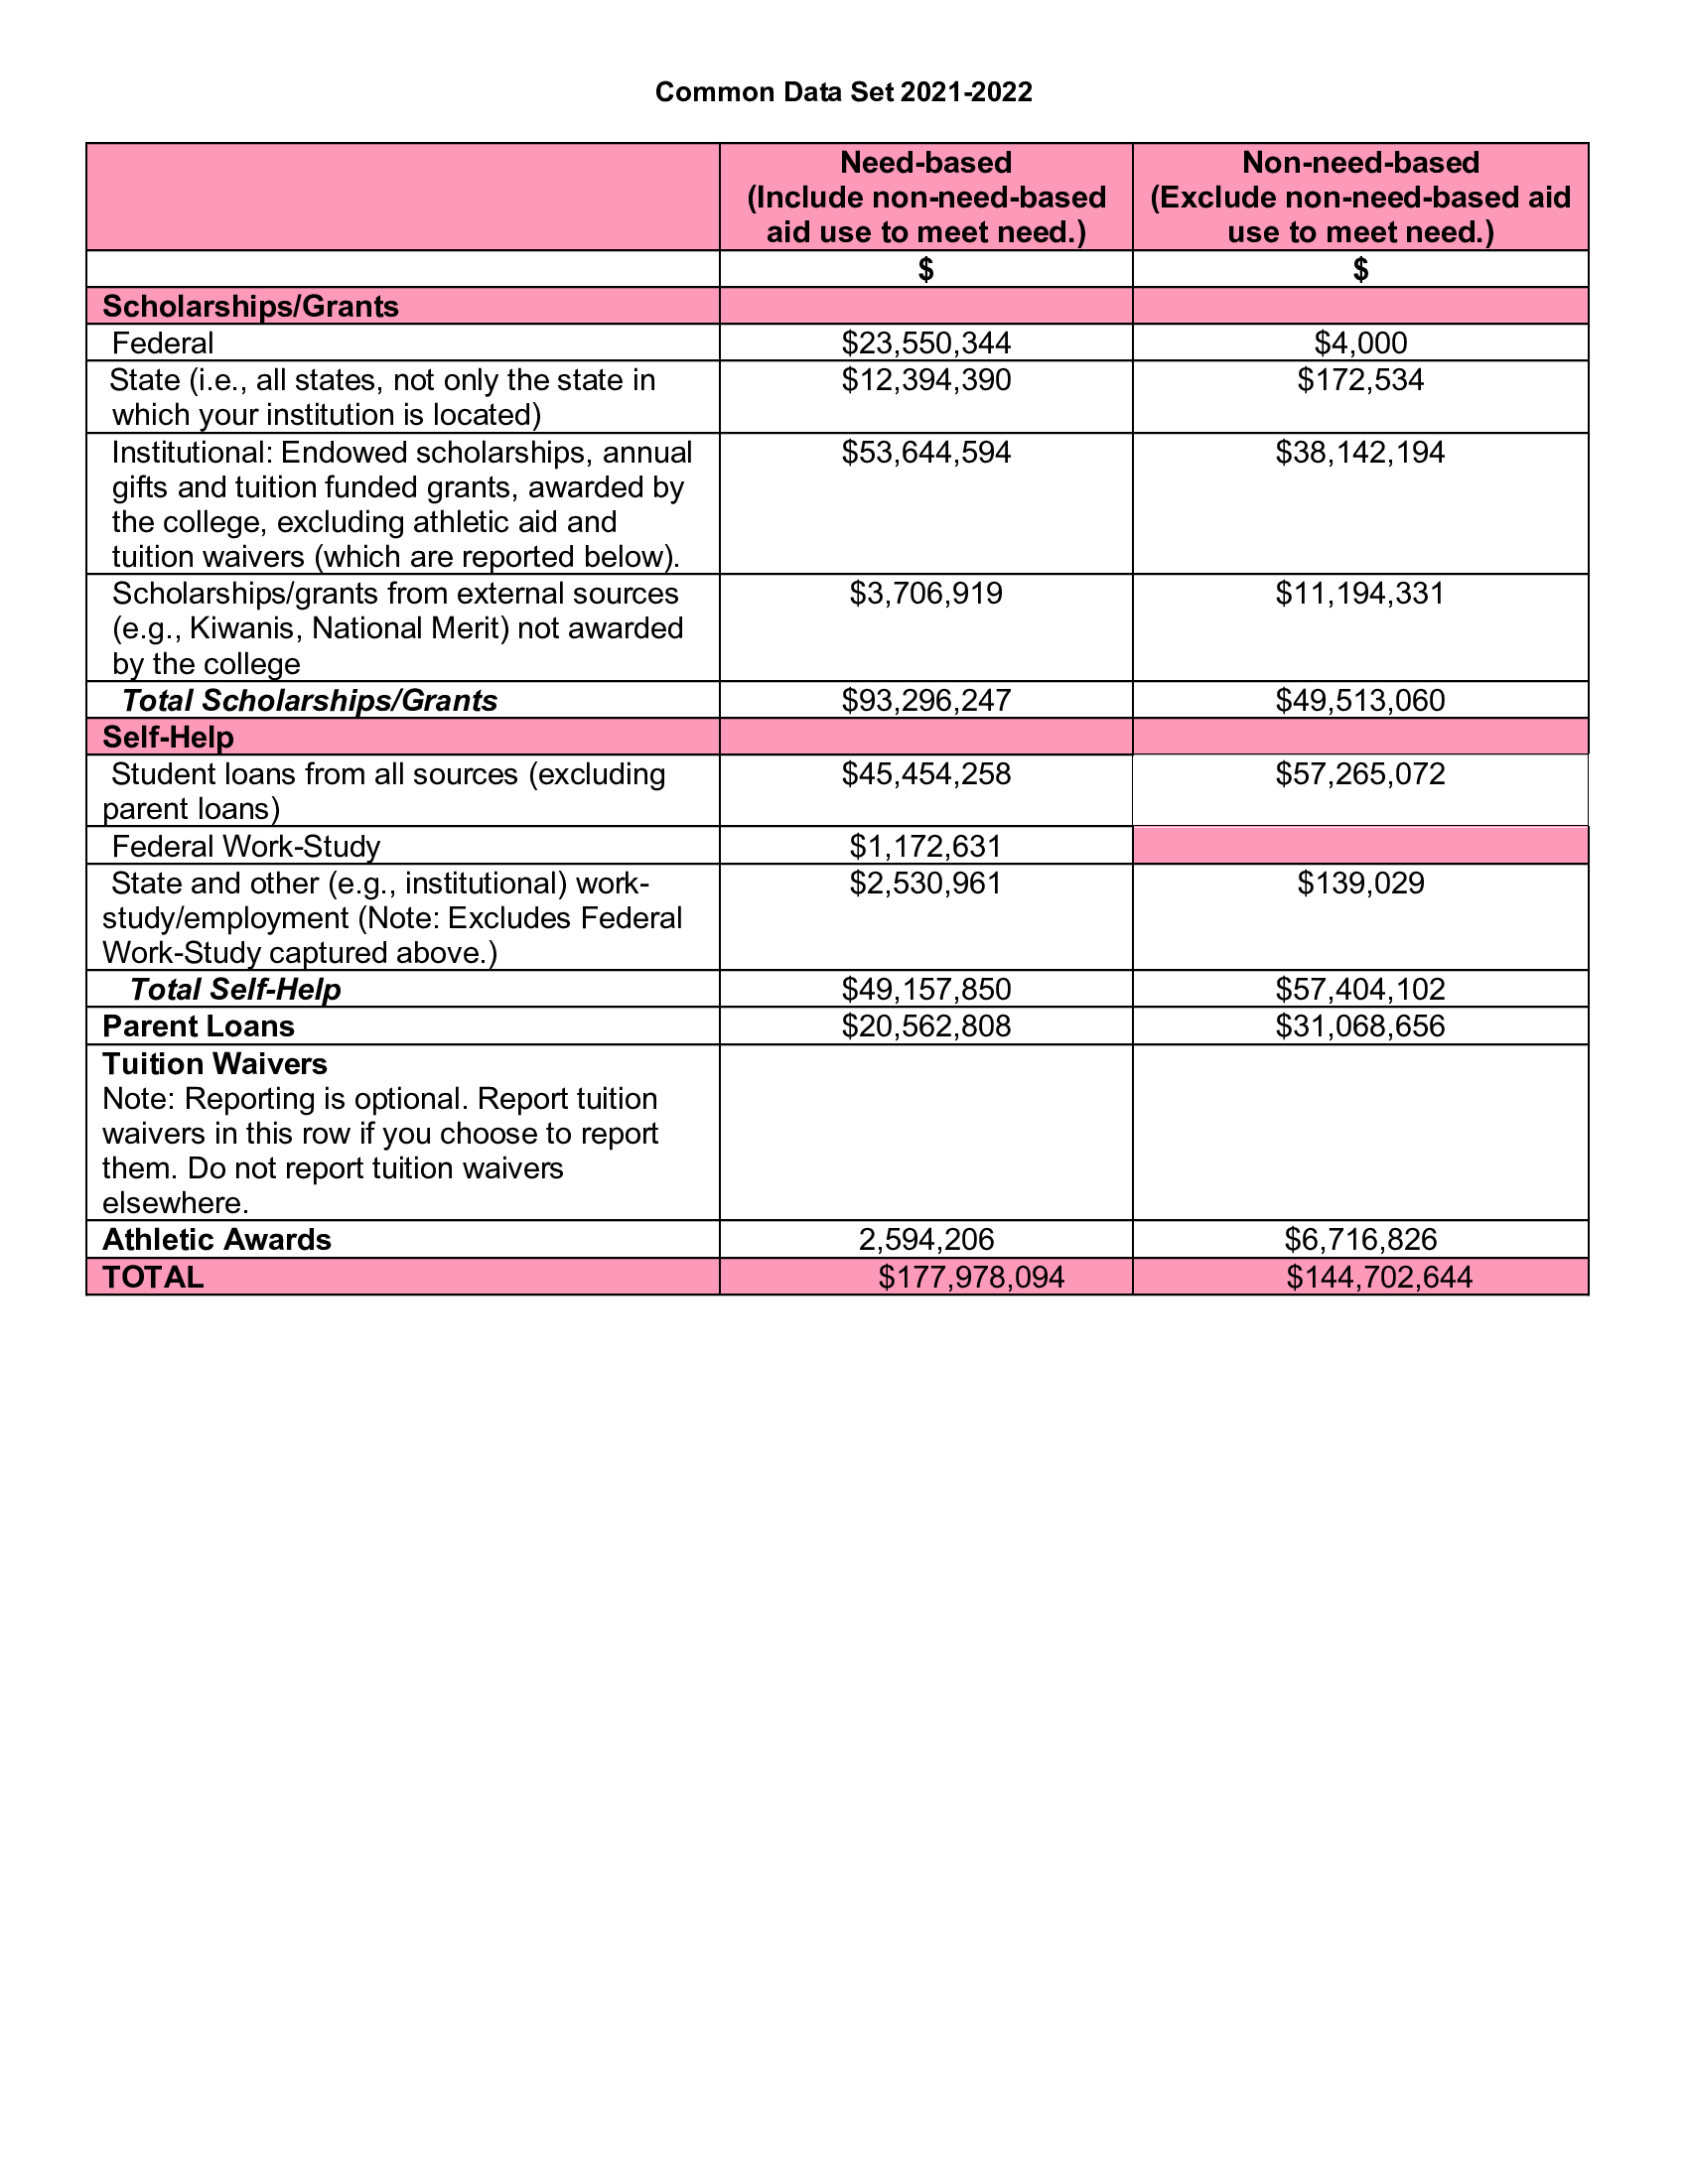 Common Data Set 2021-2022
Need-based
(Include non-need-based
aid use to meet need.)
Non-need-based
(Exclude non-need-based aid
use to meet need.)
$
$
Scholarships/Grants
Federal
$23,550,344
$4,000
State (i.e., all states, not only the state in
which your institution is located)
$12,394,390
$172,534
Institutional: Endowed scholarships, annual
gifts and tuition funded grants, awarded by
the college, excluding athletic aid and
tuition waivers (which are reported below).
$53,644,594
$38,142,194
Scholarships/grants from external sources
(e.g., Kiwanis, National Merit) not awarded
by the college
$3,706,919
$11,194,331
Total Scholarships/Grants
$93,296,247
$49,513,060
Self-Help
Student loans from all sources (excluding
parent loans)
$45,454,258
$57,265,072
Federal Work-Study
$1,172,631
State and other (e.g., institutional) work-
study/employment (Note: Excludes Federal
Work-Study captured above.)
$2,530,961
$139,029
Total Self-Help
$49,157,850
$57,404,102
Parent Loans
$20,562,808
$31,068,656
Tuition Waivers
Note: Reporting is optional. Report tuition
waivers in this row if you choose to report
them. Do not report tuition waivers
elsewhere.
Athletic Awards
2,594,206
$6,716,826
TOTAL
$177,978,094
$144,702,644